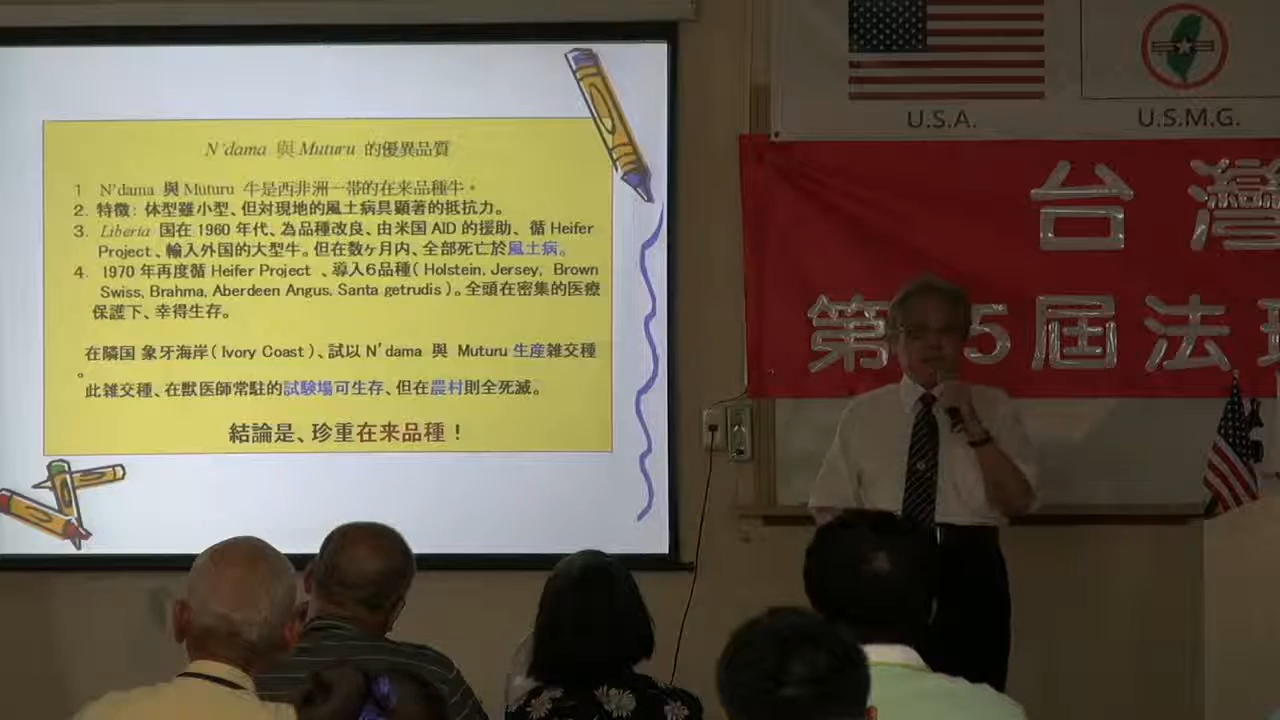 N'dama 與 Muturu 的優異品質
1 N'dama 與 Muturu 牛是西非洲一帯的在来品種牛。
2. 特徴: 体型雖小型、但対現地的風土病具顕著的抵抗力。
3. Liberia 国在 1960 年代、為品種改良、由米国 AID 的援助、循 Heifer
Project、輸入外国的大型牛。但在数ヶ月内、全部死亡於風土病。
4. 1970 年再度循 Heifer Project 、導入6品種( Holstein, Jersey, Brown
Swiss, Brahma, Aberdeen Angus, Santa getrudis )。全頭在密集的医療
保護下、幸得生存。
在隣国 象牙海岸( Ivory Coast )、試以 N'dama 與 Muturu 生産雑交種
。
此雑交種、在獣医師常駐的試験場可生存、但在農村則全死滅。
結論是、珍重在来品種！
U.S.A.
U.S.M.G.
台灣
第 5屆法